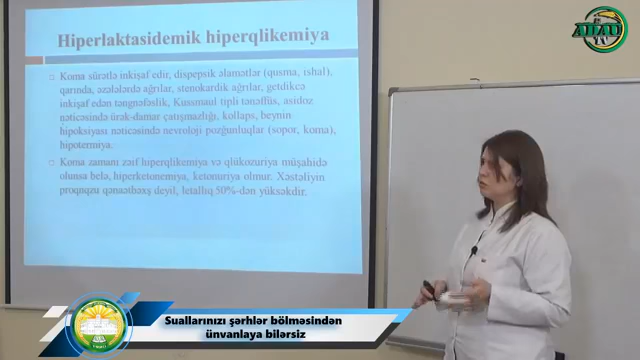 Hiperlaktasidemik hiperqlikemiya
Koma sürətlə inkişaf edir, dispepsik əlamətlər (qusma, ishal),
qarında, əzələlərdə ağrılar, stenokardik ağrılar, getdikcə
inkişaf edən təngnəfəslik, Kussmaul tipli tənəffüs, asidoz
nəticəsində ürək-damar çatışmazlığı, kollaps, beynin
hipoksiyası nəticəsində nevroloji pozğunluqlar (sopor, koma),
hipotermiya.
Koma zamanı zəif hiperqlikemiya və qlükozuriya müşahidə
olunsa belə, hiperketonemiya, ketonuriya olmur. Xəstəliyin
proqnozu qənaətbəxş deyil, letallıq 50%-dən yüksəkdir.
ADAU
TV
Suallarınızı şərhlər bölməsindən
ünvanlaya bilərsiz